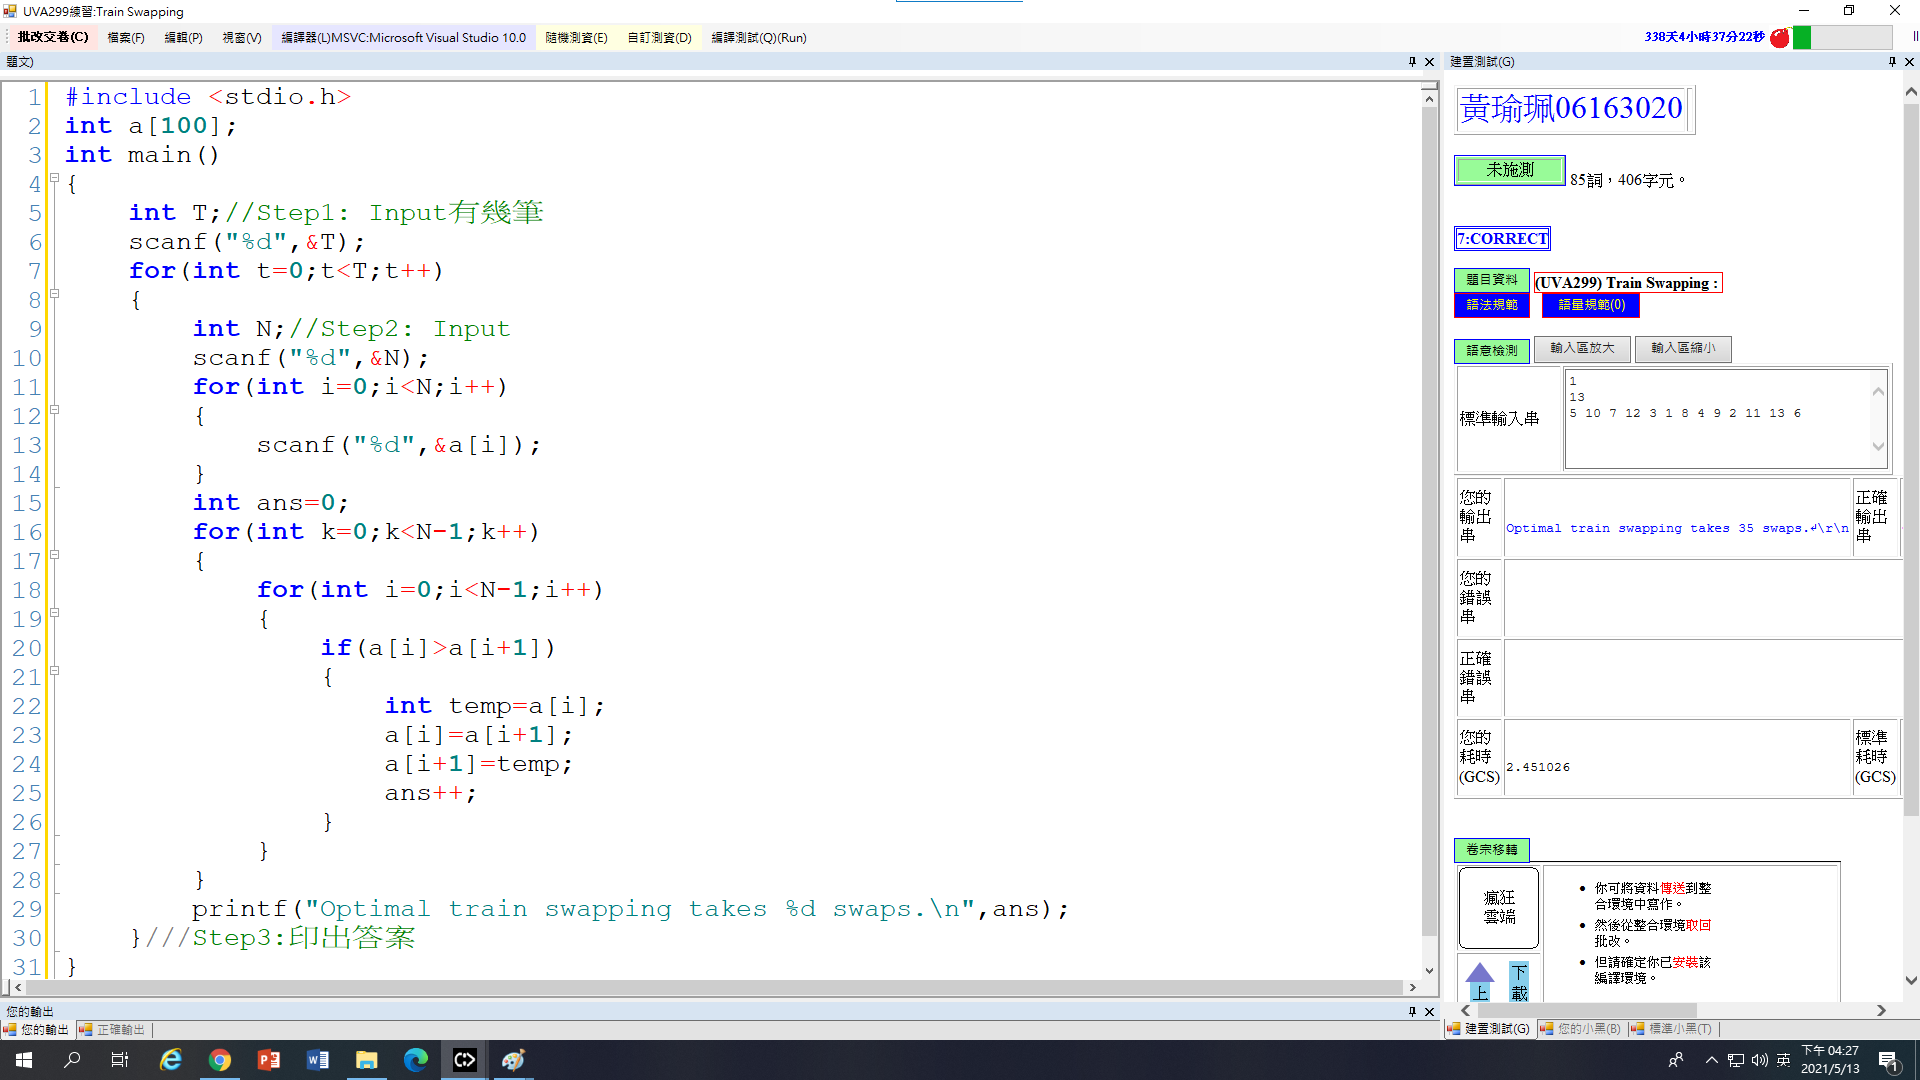 UVA299練習:Train Swapping
批改交卷(C) 檔案(F) 編輯(P) 視窗(V) 編譯器(L)MSVC:Microsoft Visual Studio 10.0 隨機測資(E) 自訂測資(D) 編譯測試(Q)(Run)
338天4小時37分22秒
題文)
1 #include <stdio.h>
2 int a[100];
3 int main()
4 {
5 int T;//Step1: Input有幾筆
6 scanf("%d",&T);
7 for(int t=0;t<T;t++)
8 {
9 int N;//Step2: Input
10 scanf("%d",&N);
11 for(int i=0;i<N;i++)
12 {
13 scanf("%d",&a[i]);
14 }
15 int ans=0;
16 for(int k=0;k<N-1;k++)
17 {
18 for(int i=0;i<N-1;i++)
19 {
20 if(a[i]>a[i+1])
21 {
22 int temp=a[i];
23 a[i]=a[i+1];
24 a[i+1]=temp;
25 ans++;
26 }
27 }
28 }
29 printf("Optimal train swapping takes %d swaps.\n",ans);
30 }///Step3:印出答案
31 }
您的輸出
您的輸出 正確輸出
建置測試(G)
黃瑜珮06163020
未施測 85詞，406字元。
7:CORRECT
題目資料 (UVA299) Train Swapping :
語法規範 語量規範(0)
語意檢測 輸入區放大 輸入區縮小
標準輸入串
1
13
5 10 7 12 3 1 8 4 9 2 11 13 6
您的輸出串
Optimal train swapping takes 35 swaps.↲\r\n
正確輸出串
您的錯誤串
正確錯誤串
您的耗時(GCS)
2.451026
標準耗時(GCS)
卷宗移轉
瘋狂雲端
• 你可將資料傳送到整
合環境中寫作。
• 然後從整合環境取回
批改。
• 但請確定你已安裝該
編譯環境。
上
下載
建置測試(G) 您的小黑(B) 標準小黑(T)
英
下午 04:27
2021/5/13
1